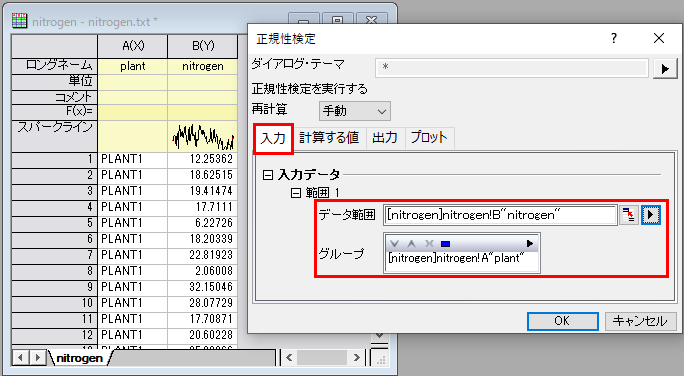 nitrogen - nitrogen.txt *
A(X) B(Y)
ロングネーム plant nitrogen
単位
コメント
F(x)=
スパークライン
1 PLANT1 12.25362
2 PLANT1 18.62515
3 PLANT1 19.41474
4 PLANT1 17.7111
5 PLANT1 6.22726
6 PLANT1 18.20339
7 PLANT1 22.81923
8 PLANT1 2.06008
9 PLANT1 32.15046
10 PLANT1 28.07729
11 PLANT1 17.70871
12 PLANT1 20.60228
nitrogen
正規性検定
?
ダイアログ・テーマ *
正規性検定を実行する
再計算 手動
入力 計算する値 出力 プロット
入力データ
範囲 1
データ範囲 [nitrogen]nitrogen!B"nitrogen"
グループ
[nitrogen]nitrogen!A"plant"
OK キャンセル